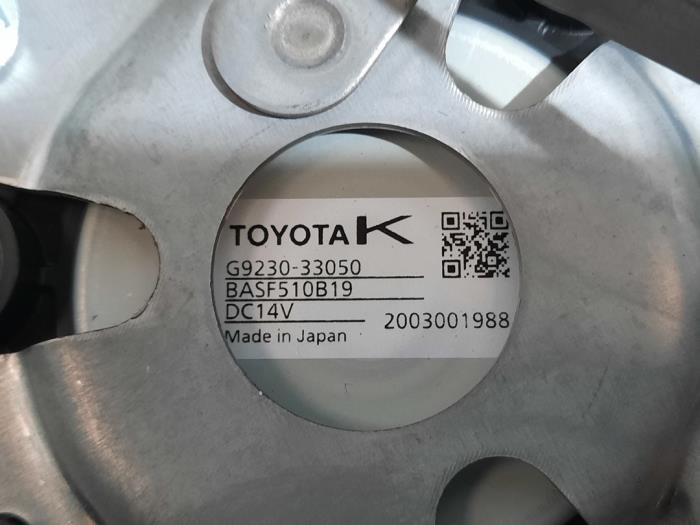 TOYOTA K
G9230-33050
BASF510B19
DC14V
2003001988
Made in Japan